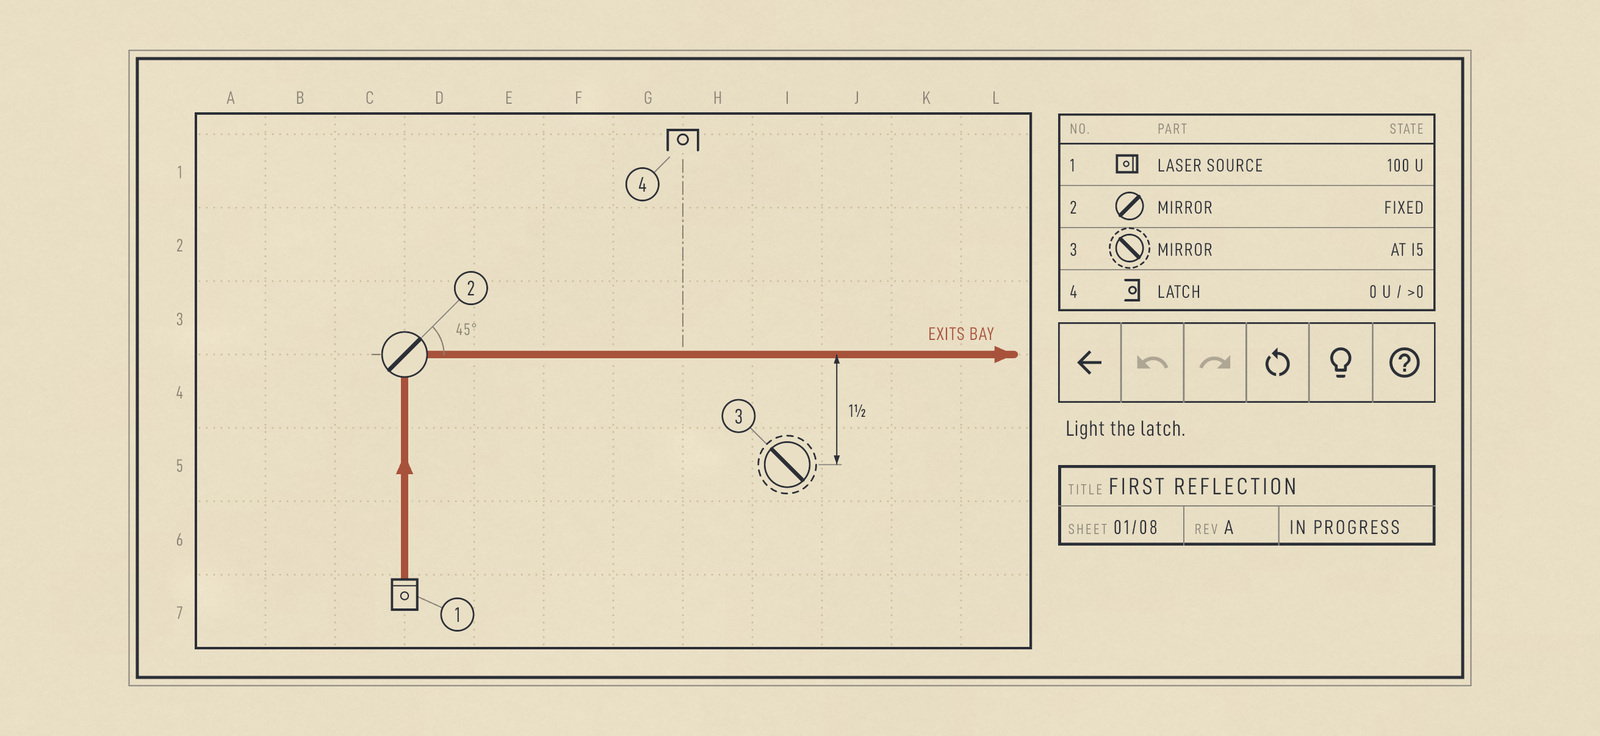 A B C D E F G H I J K L
1
2
3
4
5
6
7
4
2
45°
EXITS BAY
3
1½
1
NO. PART STATE
1 LASER SOURCE 100 U
2 MIRROR FIXED
3 MIRROR AT I5
4 LATCH 0 U / >0
Light the latch.
TITLE FIRST REFLECTION
SHEET 01/08 REV A IN PROGRESS